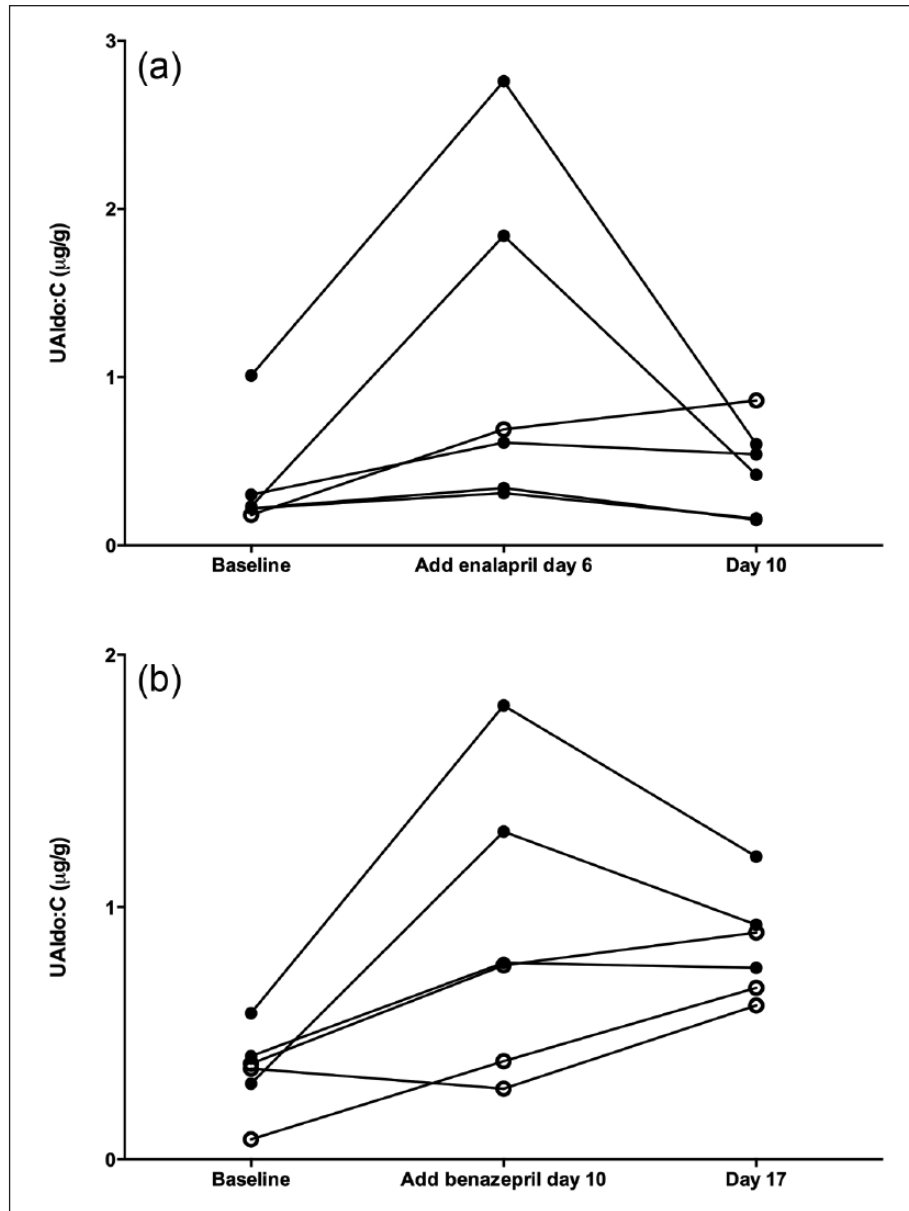 (a)
3
2
1
0
UAldo:C (μg/g)
Baseline
Add enalapril day 6
Day 10
(b)
2
1
0
UAldo:C (μg/g)
Baseline
Add benazepril day 10
Day 17